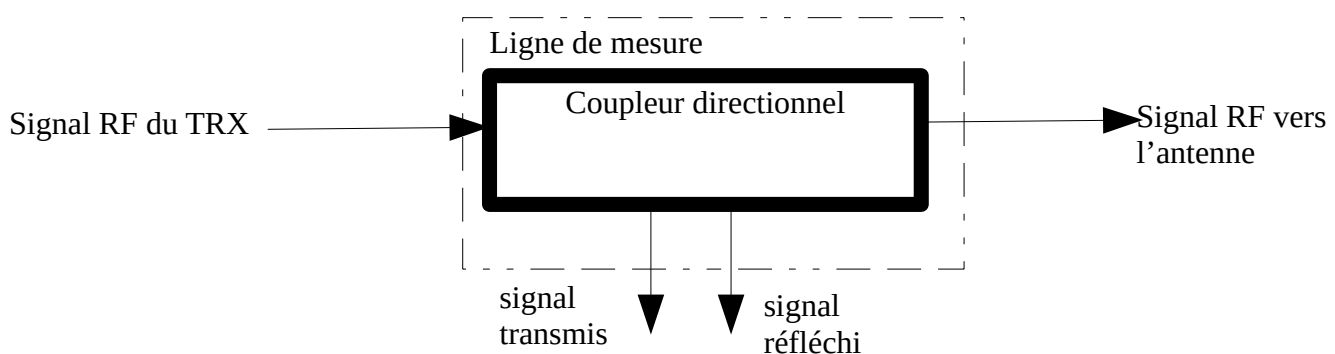 Ligne de mesure
Coupleur directionnel
Signal RF du TRX
Signal RF vers
l’antenne
signal
transmis
signal
réfléchi